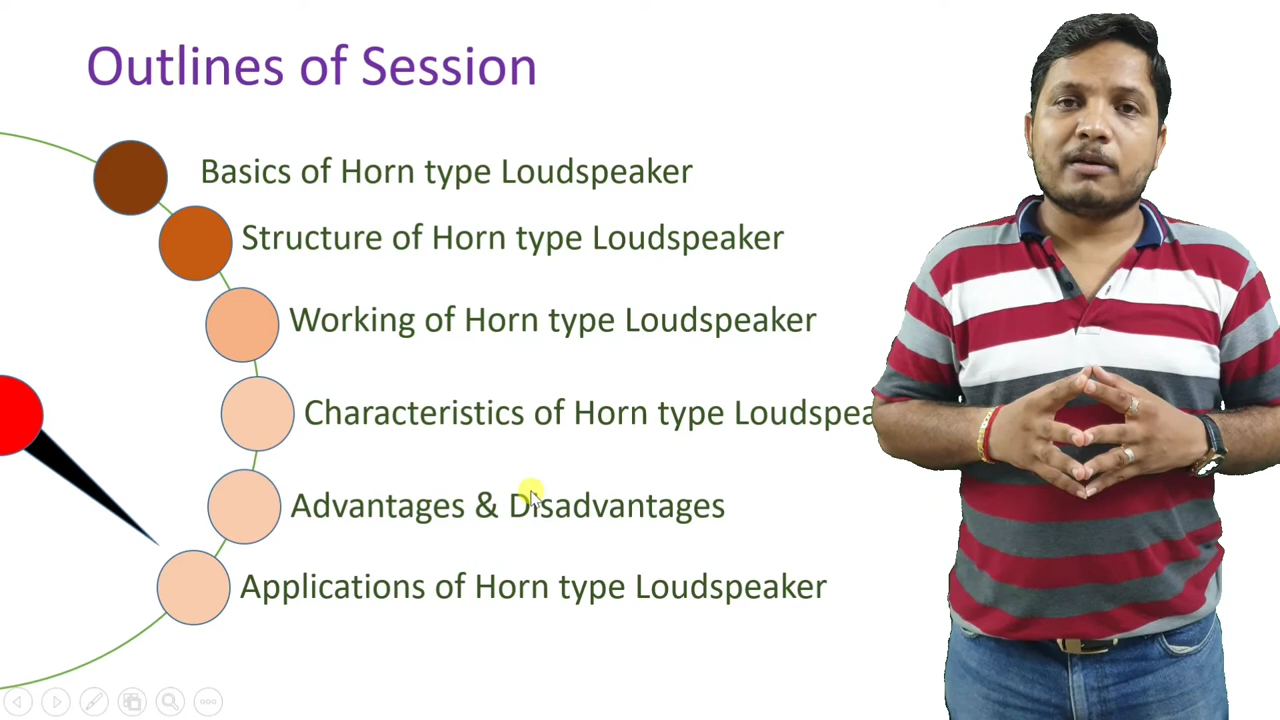 Outlines of Session
Basics of Horn type Loudspeaker
Structure of Horn type Loudspeaker
Working of Horn type Loudspeaker
Characteristics of Horn type Loudspea
Advantages & Disadvantages
Applications of Horn type Loudspeaker